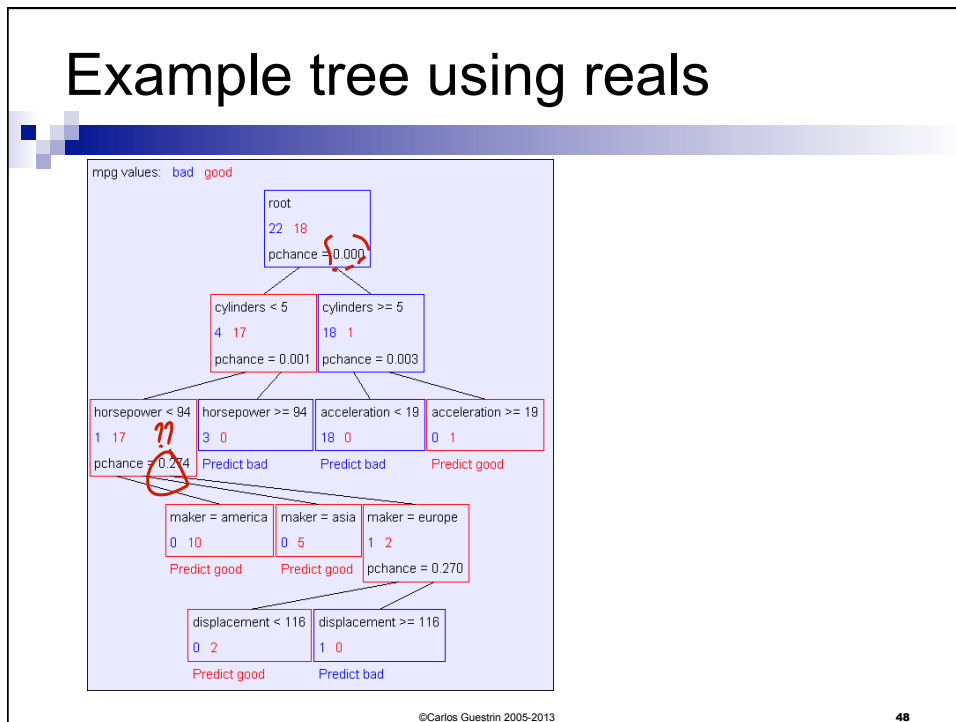 Example tree using reals
mpg values: bad good
root
22 18
pchance = 0.000
cylinders < 5 cylinders >= 5
4 17 18 1
pchance = 0.001 pchance = 0.003
horsepower < 94 horsepower >= 94 acceleration < 19 acceleration >= 19
1 17 ?? 3 0 18 0 0 1
pchance = 0.274 Predict bad Predict bad Predict good
maker = america maker = asia maker = europe
0 10 0 5 1 2
Predict good Predict good pchance = 0.270
displacement < 116 displacement >= 116
0 2 1 0
Predict good Predict bad
©Carlos Guestrin 2005-2013 48